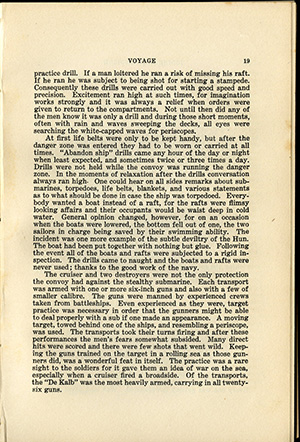 VOYAGE 19
practice drill. If a man loitered he ran a risk of missing his raft.
If he ran he was subject to being shot for starting a stampede.
Consequently these drills were carried out with good speed and
precision. Excitement ran high at such times, for imagination
works strongly and it was always a relief when orders were
given to return to the compartments. Not until then did any of
the men know it was only a drill and during those short moments,
often with rain and waves sweeping the decks, all eyes were
searching the white-capped waves for periscopes.
At first life belts were only to be kept handy, but after the
danger zone was entered they had to be worn or carried at all
times. "Abandon ship" drills came any hour of the day or night
when least expected, and sometimes twice or three times a day.
Drills were not held while the convoy was running the danger
zone. In the moments of relaxation after the drills conversation
always ran high. One could hear on all sides remarks about sub-
marines, torpedoes, life belts, blankets, and various statements
as to what should be done in case the ship was torpedoed. Every-
body wanted a boat instead of a raft, for the rafts were flimsy
looking affairs and their occupants would be waist deep in cold
water. General opinion changed, however, for on an occasion
when the boats were lowered, the bottom fell out of one, the two
sailors in charge being saved by their swimming ability. The
incident was one more example of the subtle deviltry of the Hun.
The boat had been put together with nothing but glue. Following
the event all of the boats and rafts were subjected to a rigid in-
spection. The drills came to naught and the boats and rafts were
never used; thanks to the good work of the navy.
The cruiser and two destroyers were not the only protection
the convoy had against the stealthy submarine. Each transport
was armed with one or more six-inch guns and also with a few of
smaller calibre. The guns were manned by experienced crews
taken from battleships. Even experienced as they were, target
practice was necessary in order that the gunners might be able
to deal properly with a sub if one made an appearance. A moving
target, towed behind one of the ships, and resembling a periscope,
was used. The transports took their turns firing and after these
performances the men's fears somewhat subsided. Many direct
hits were scored and there were few shots that went wild. Keep-
ing the guns trained on the target in a rolling sea as those gun-
ners did, was a wonderful feat in itself. The practice was a rare
sight to the soldiers for it gave them an idea of war on the sea,
especially when a cruiser fired a broadside. Of the transports,
the "De Kalb" was the most heavily armed, carrying in all twenty-
six guns.